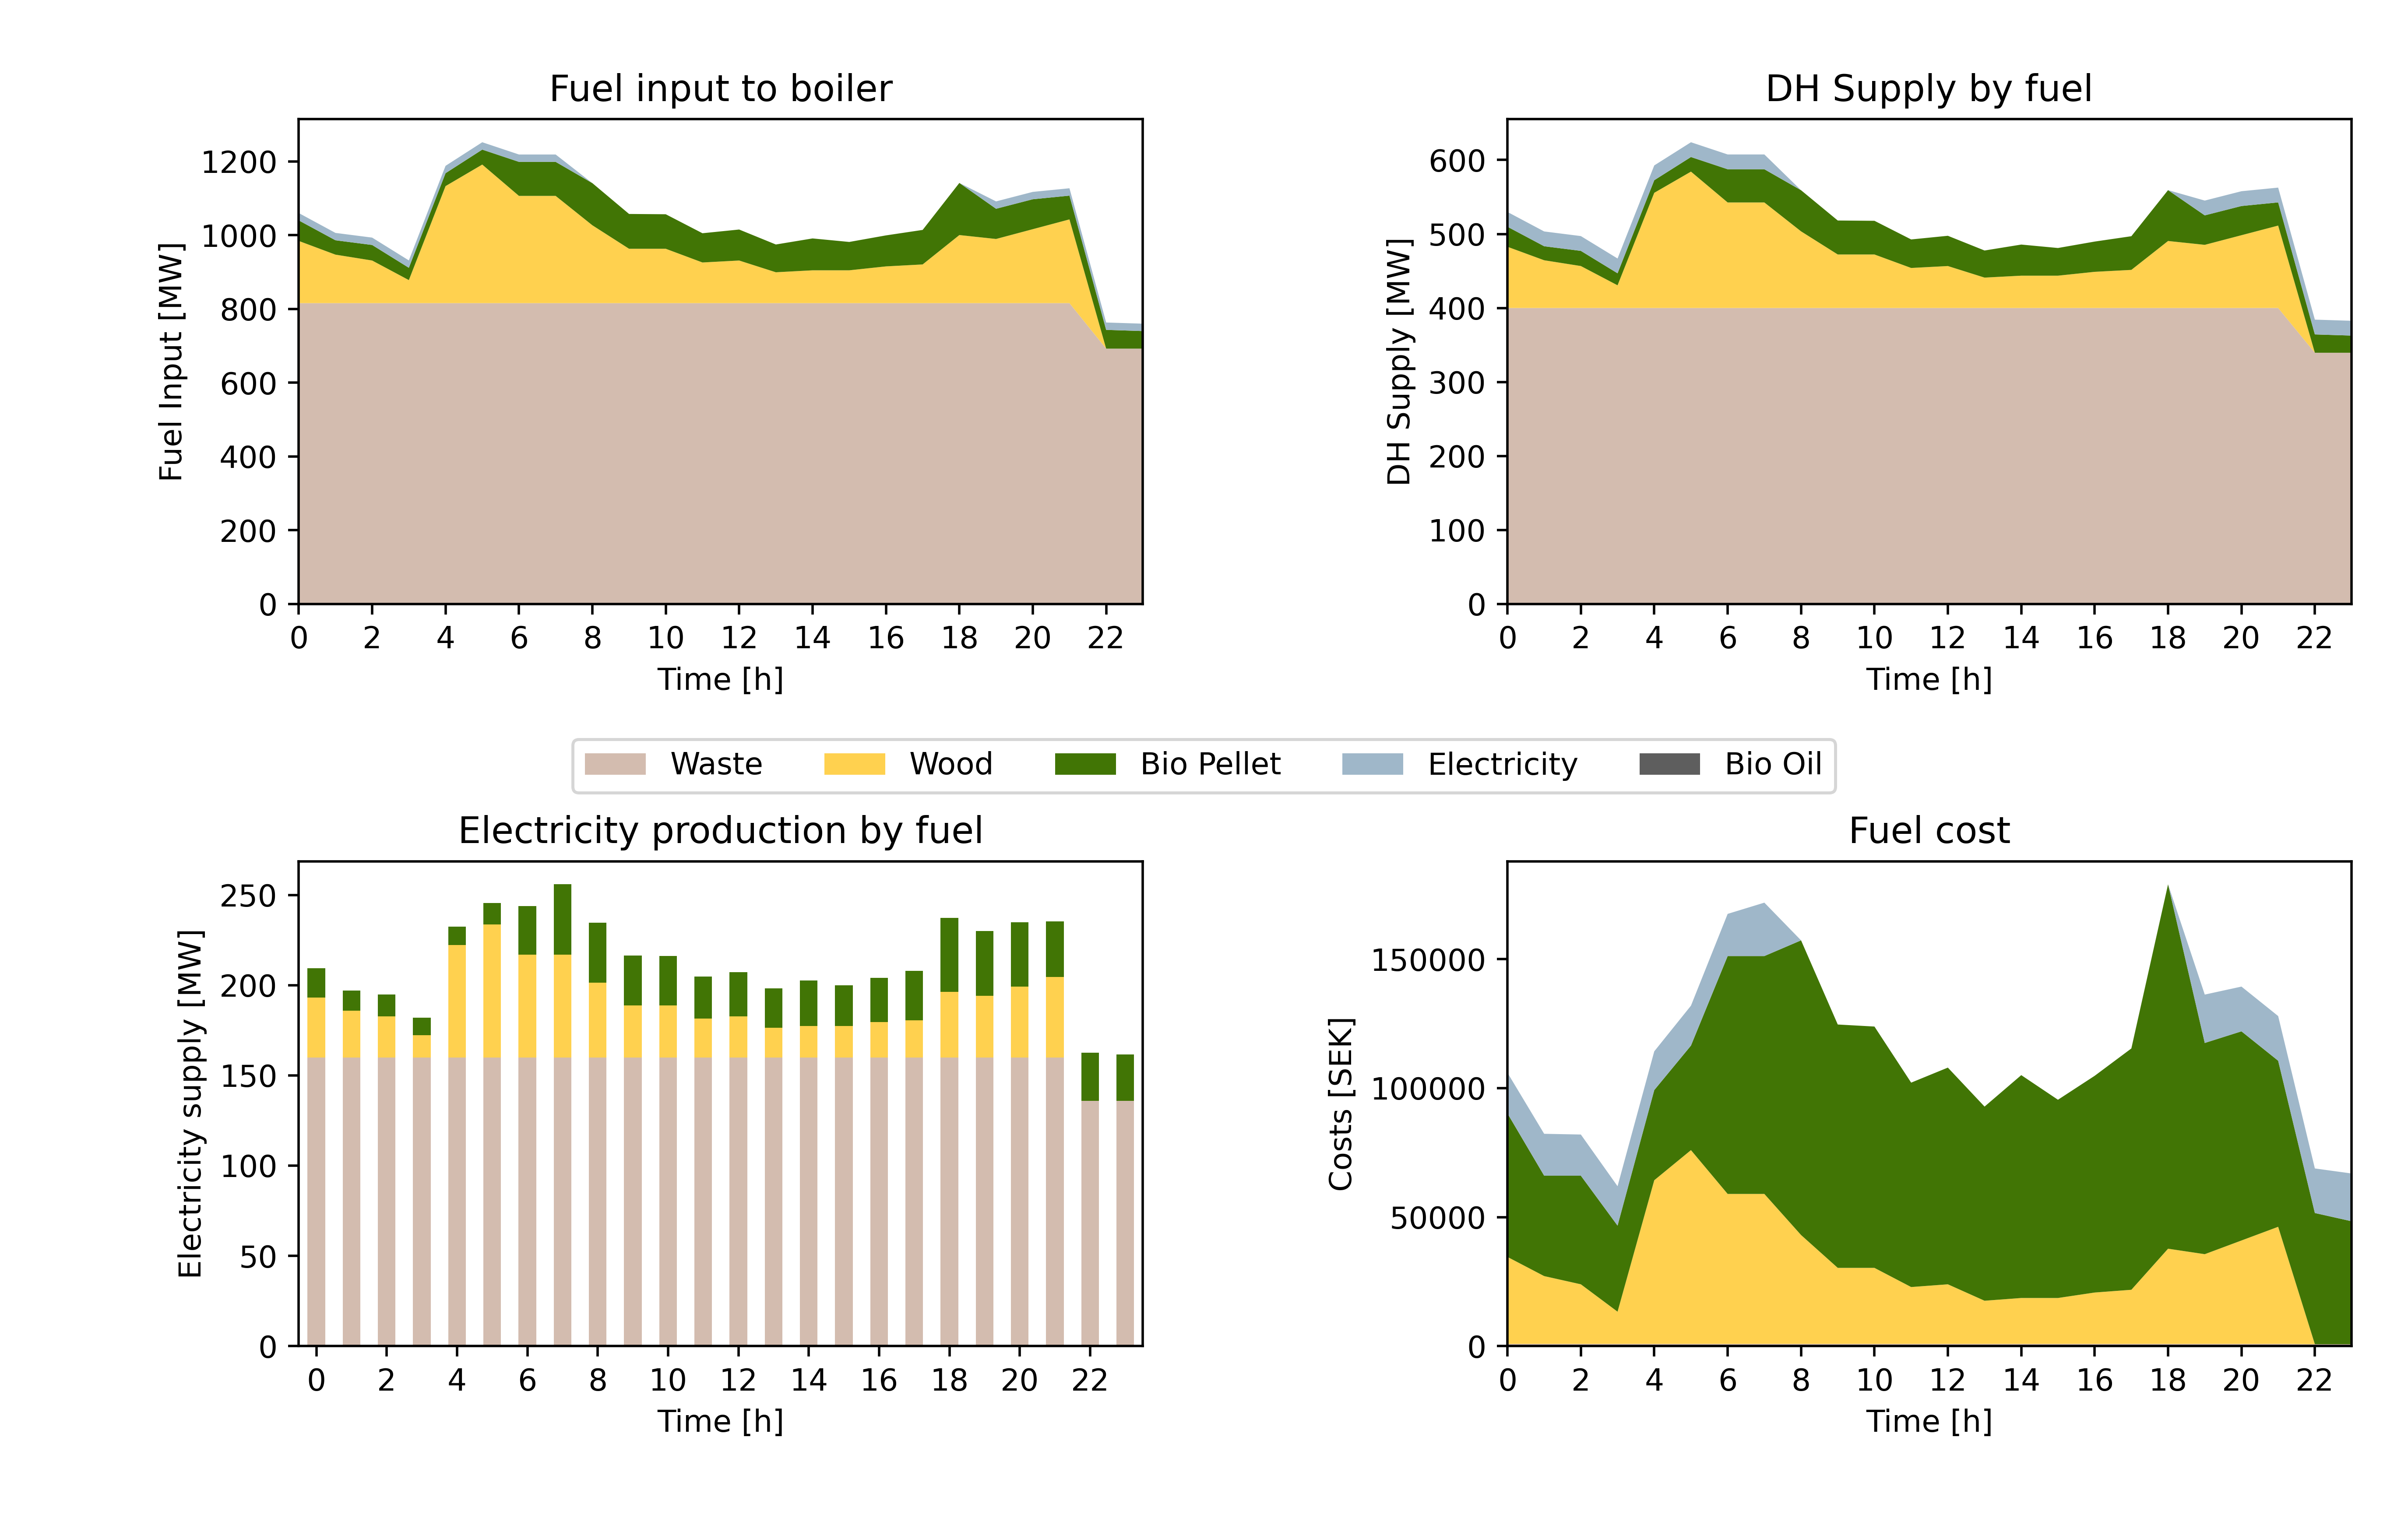 Fuel input to boiler
Fuel Input [MW]
1200
1000
800
600
400
200
0
0 2 4 6 8 10 12 14 16 18 20 22
Time [h]
DH Supply by fuel
DH Supply [MW]
600
500
400
300
200
100
0
0 2 4 6 8 10 12 14 16 18 20 22
Time [h]
Waste Wood Bio Pellet Electricity Bio Oil
Electricity production by fuel
Electricity supply [MW]
250
200
150
100
50
0
0 2 4 6 8 10 12 14 16 18 20 22
Time [h]
Fuel cost
Costs [SEK]
150000
100000
50000
0
0 2 4 6 8 10 12 14 16 18 20 22
Time [h]